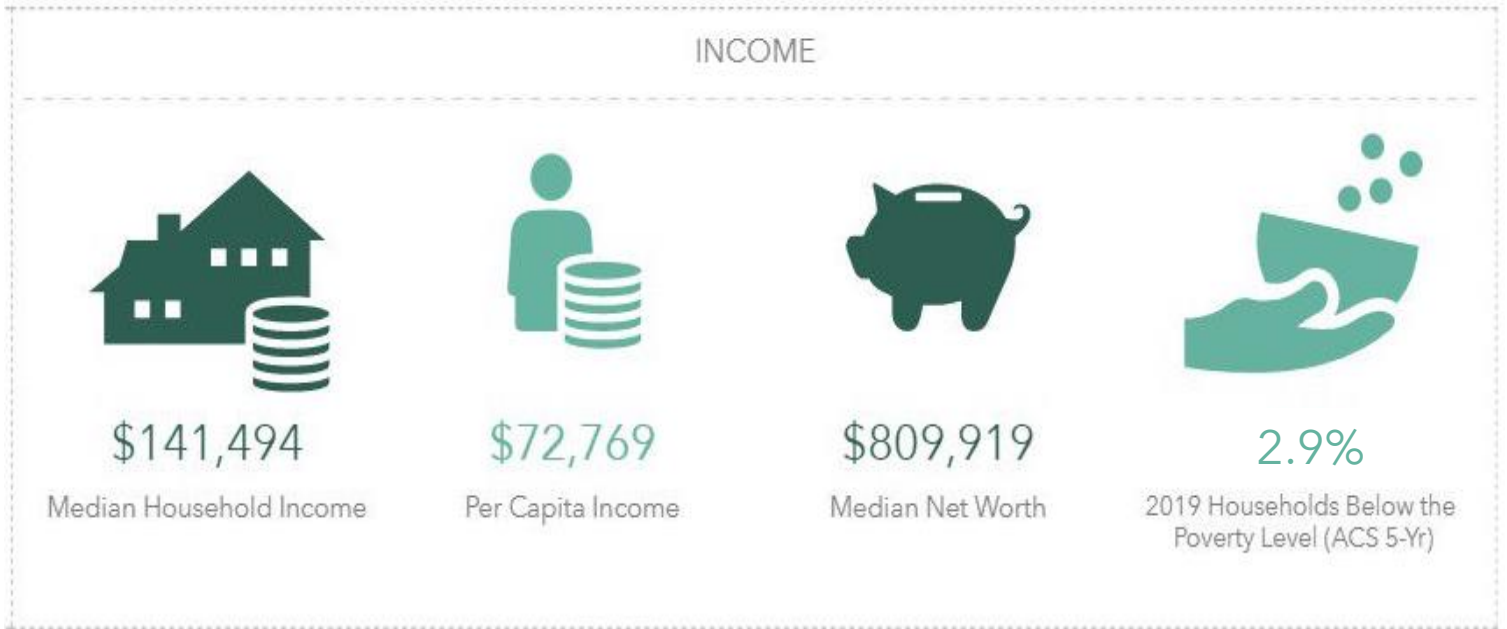 INCOME
$141,494
Median Household Income
$72,769
Per Capita Income
$809,919
Median Net Worth
2.9%
2019 Households Below the
Poverty Level (ACS 5-Yr)